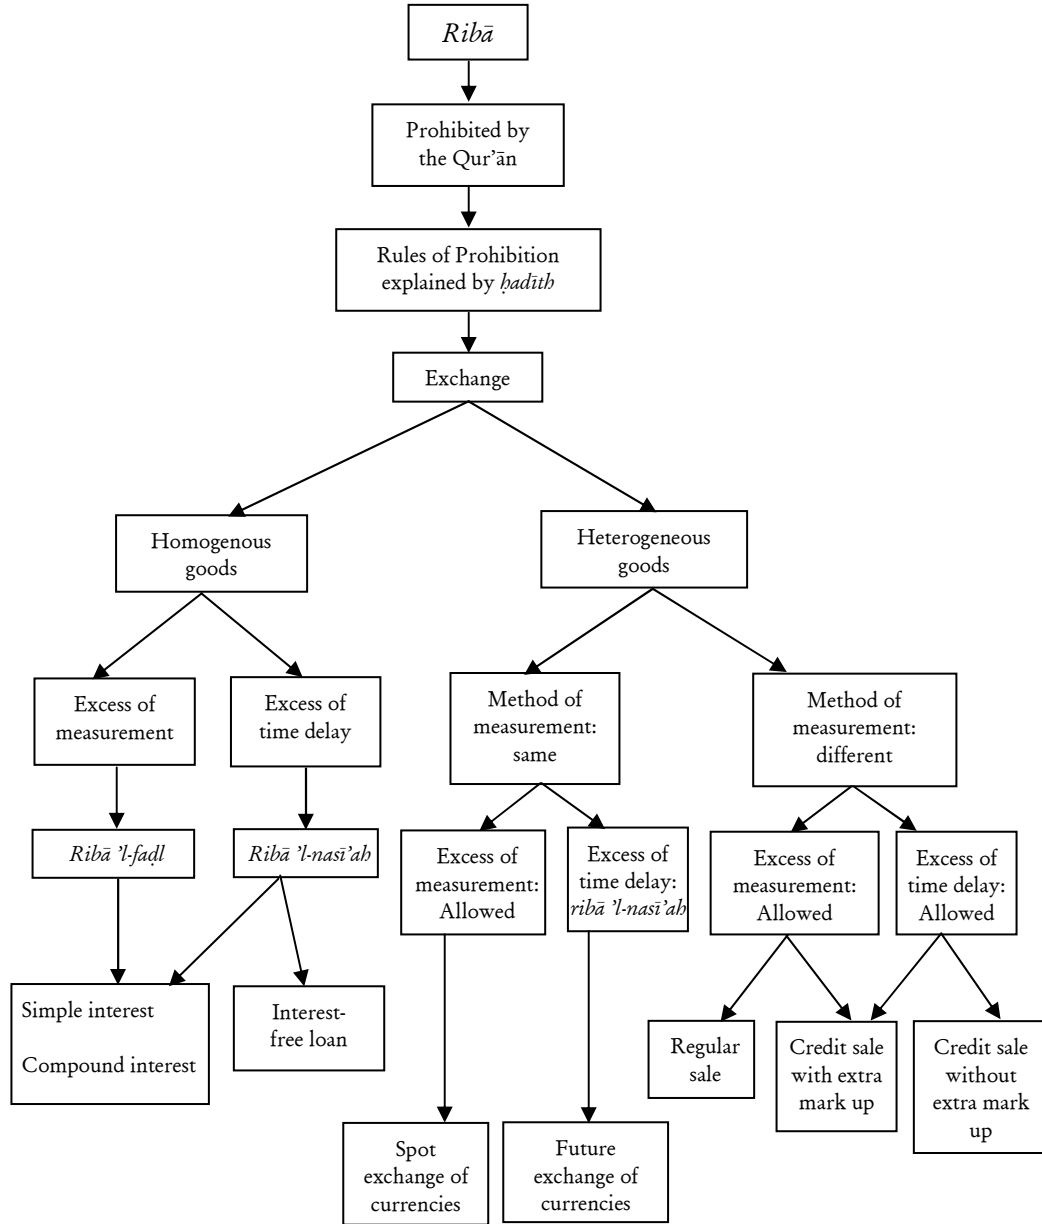 Ribā
Prohibited by
the Qur’ān
Rules of Prohibition
explained by ḥadīth
Exchange
Homogenous
goods
Heterogeneous
goods
Excess of
measurement
Excess of
time delay
Method of
measurement:
same
Method of
measurement:
different
Ribā ’l-faḍl
Ribā ’l-nasī’ah
Excess of
measurement:
Allowed
Excess of
time delay:
ribā ’l-nasī’ah
Excess of
measurement:
Allowed
Excess of
time delay:
Allowed
Simple interest
Compound interest
Interest-
free loan
Regular
sale
Credit sale
with extra
mark up
Credit sale
without
extra mark
up
Spot
exchange of
currencies
Future
exchange of
currencies